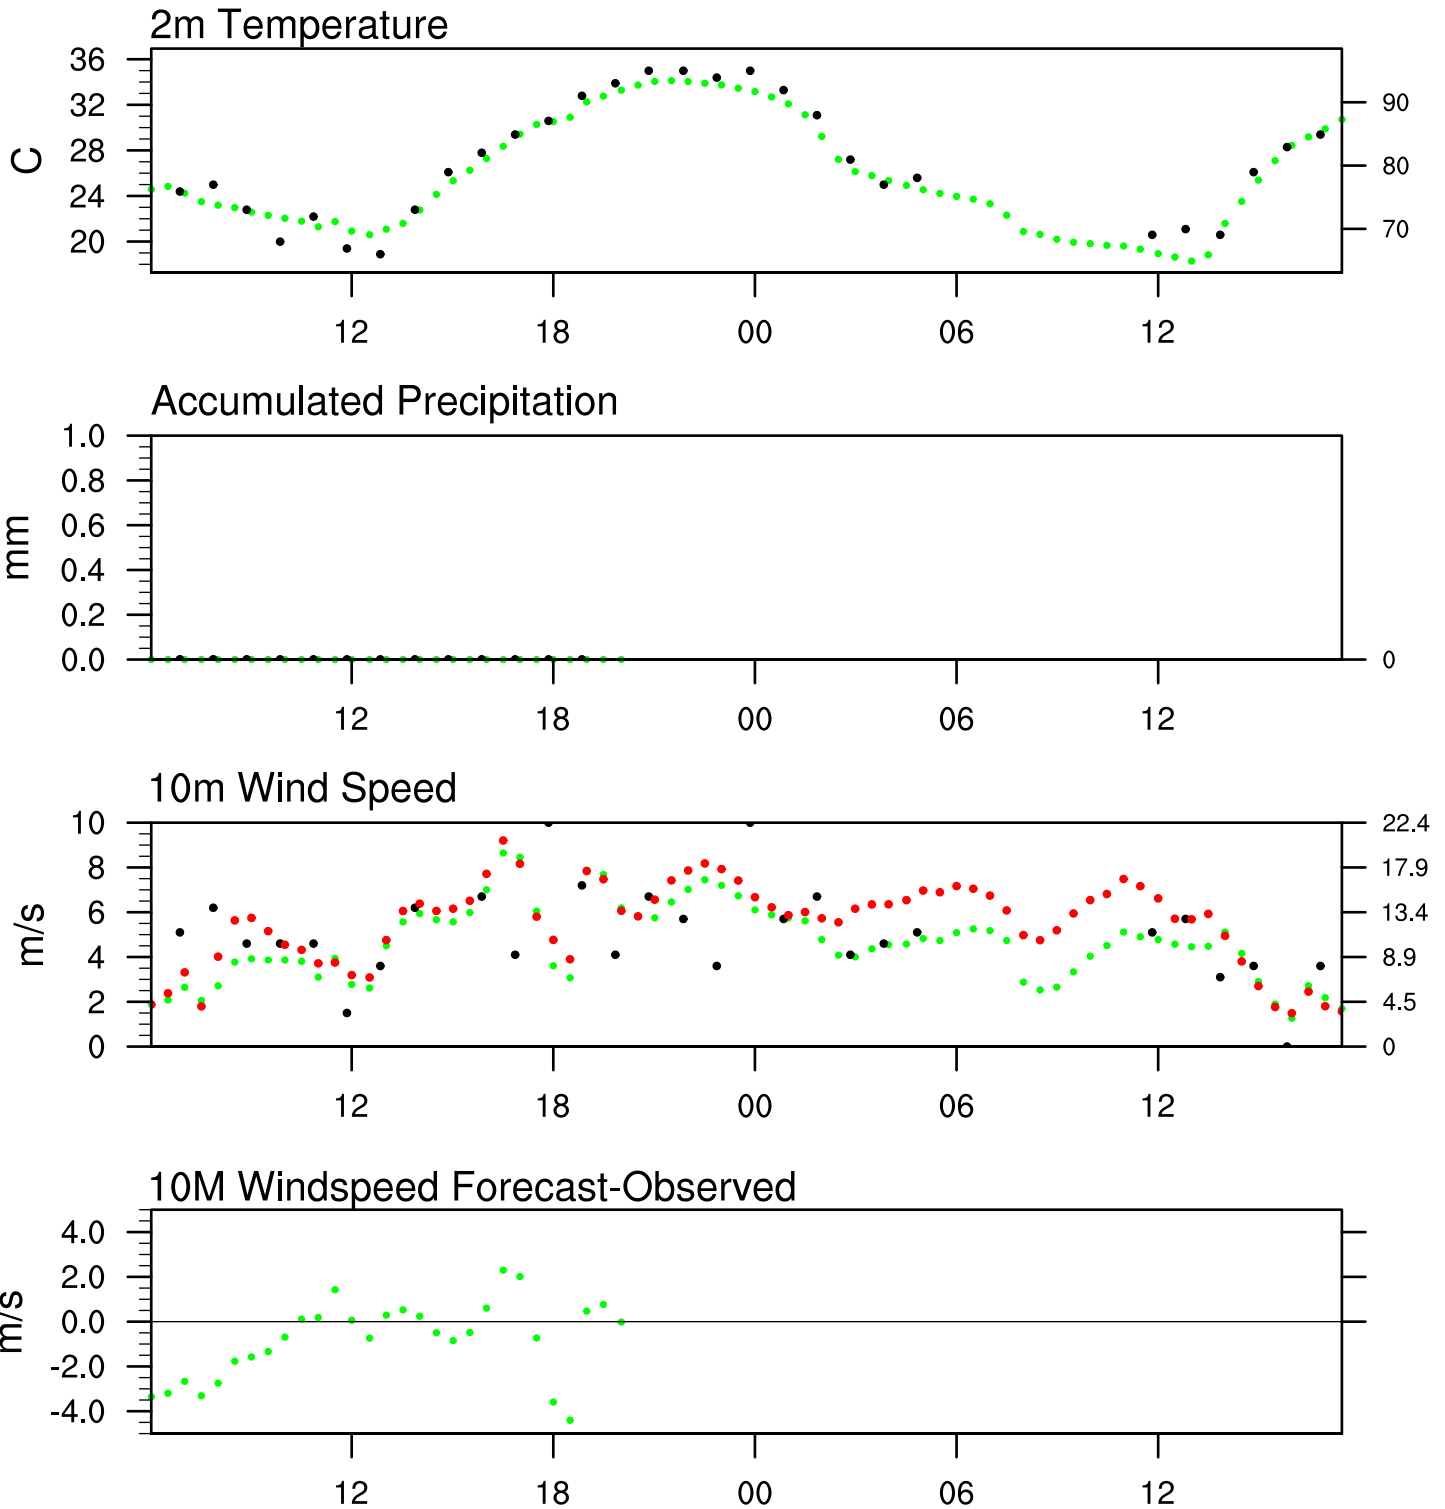 2m Temperature
36
32
28
24
20
C
90
80
70
12 18 00 06 12
Accumulated Precipitation
1.0
0.8
0.6
0.4
0.2
0.0
mm
0
12 18 00 06 12
10m Wind Speed
10
8
6
4
2
0
m/s
22.4
17.9
13.4
8.9
4.5
0
12 18 00 06 12
10M Windspeed Forecast-Observed
4.0
2.0
0.0
-2.0
-4.0
m/s
12 18 00 06 12